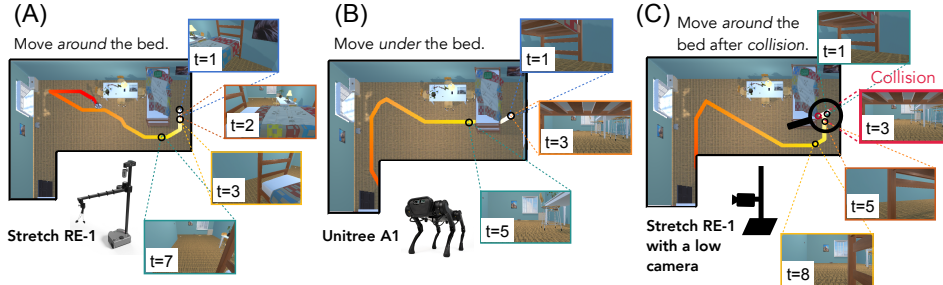 (A)
Move around the bed.
t=1
t=2
t=3
t=7
Stretch RE-1
(B)
Move under the bed.
t=1
t=3
t=5
Unitree A1
(C)
Move around the
bed after collision.
t=1
Collision
t=3
t=5
t=8
Stretch RE-1
with a low
camera